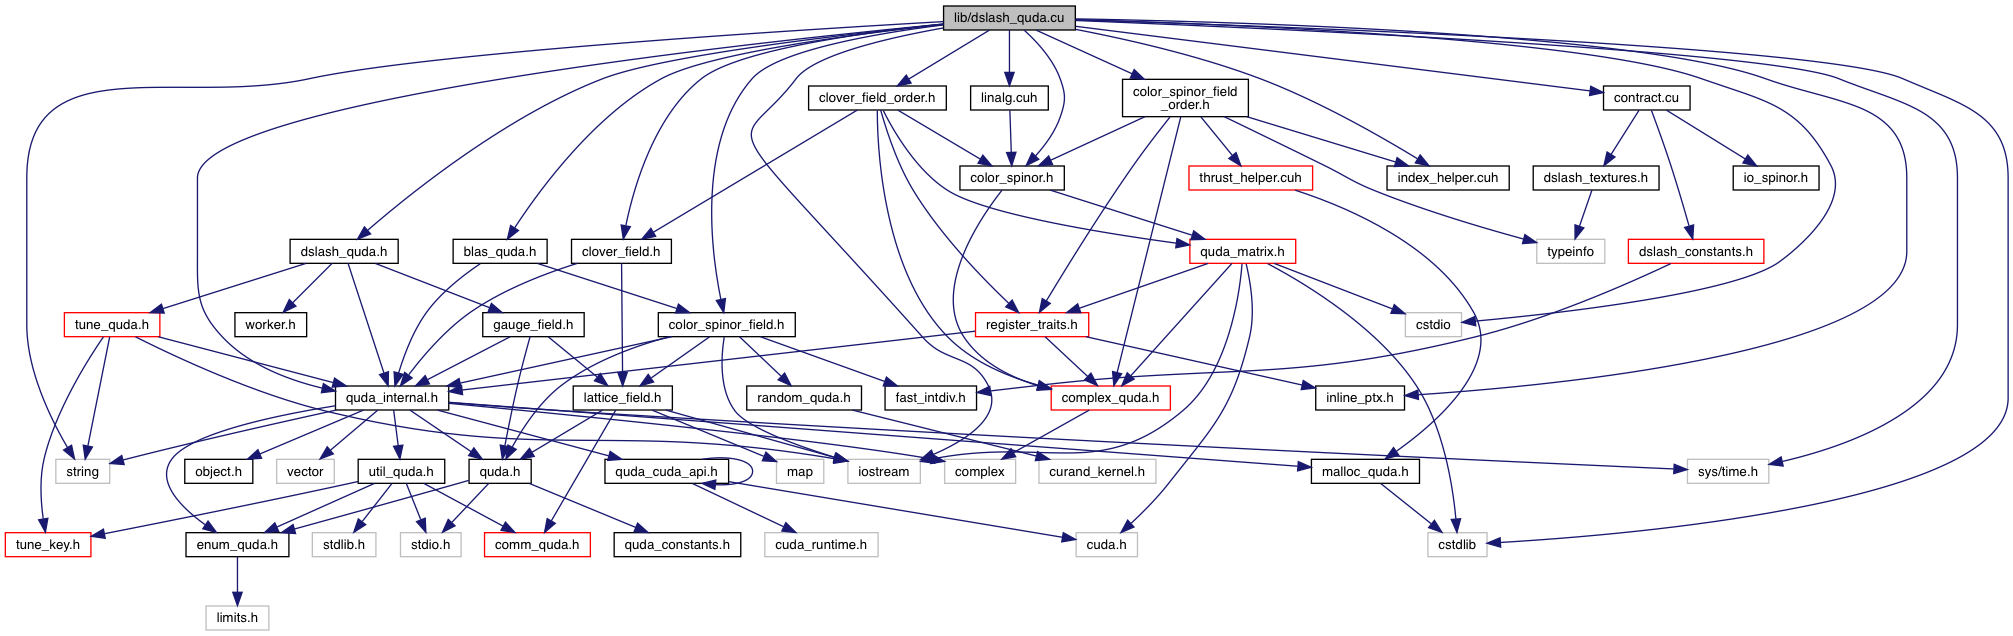 lib/dslash_quda.cu
clover_field_order.h
linalg.cuh
color_spinor_field
_order.h
contract.cu
color_spinor.h
thrust_helper.cuh
index_helper.cuh
dslash_textures.h
io_spinor.h
dslash_quda.h
blas_quda.h
clover_field.h
quda_matrix.h
typeinfo
dslash_constants.h
tune_quda.h
worker.h
gauge_field.h
color_spinor_field.h
register_traits.h
cstdio
quda_internal.h
lattice_field.h
random_quda.h
fast_intdiv.h
complex_quda.h
inline_ptx.h
string
object.h
vector
util_quda.h
quda.h
quda_cuda_api.h
map
iostream
complex
curand_kernel.h
malloc_quda.h
sys/time.h
tune_key.h
enum_quda.h
stdlib.h
stdio.h
comm_quda.h
quda_constants.h
cuda_runtime.h
cuda.h
cstdlib
limits.h